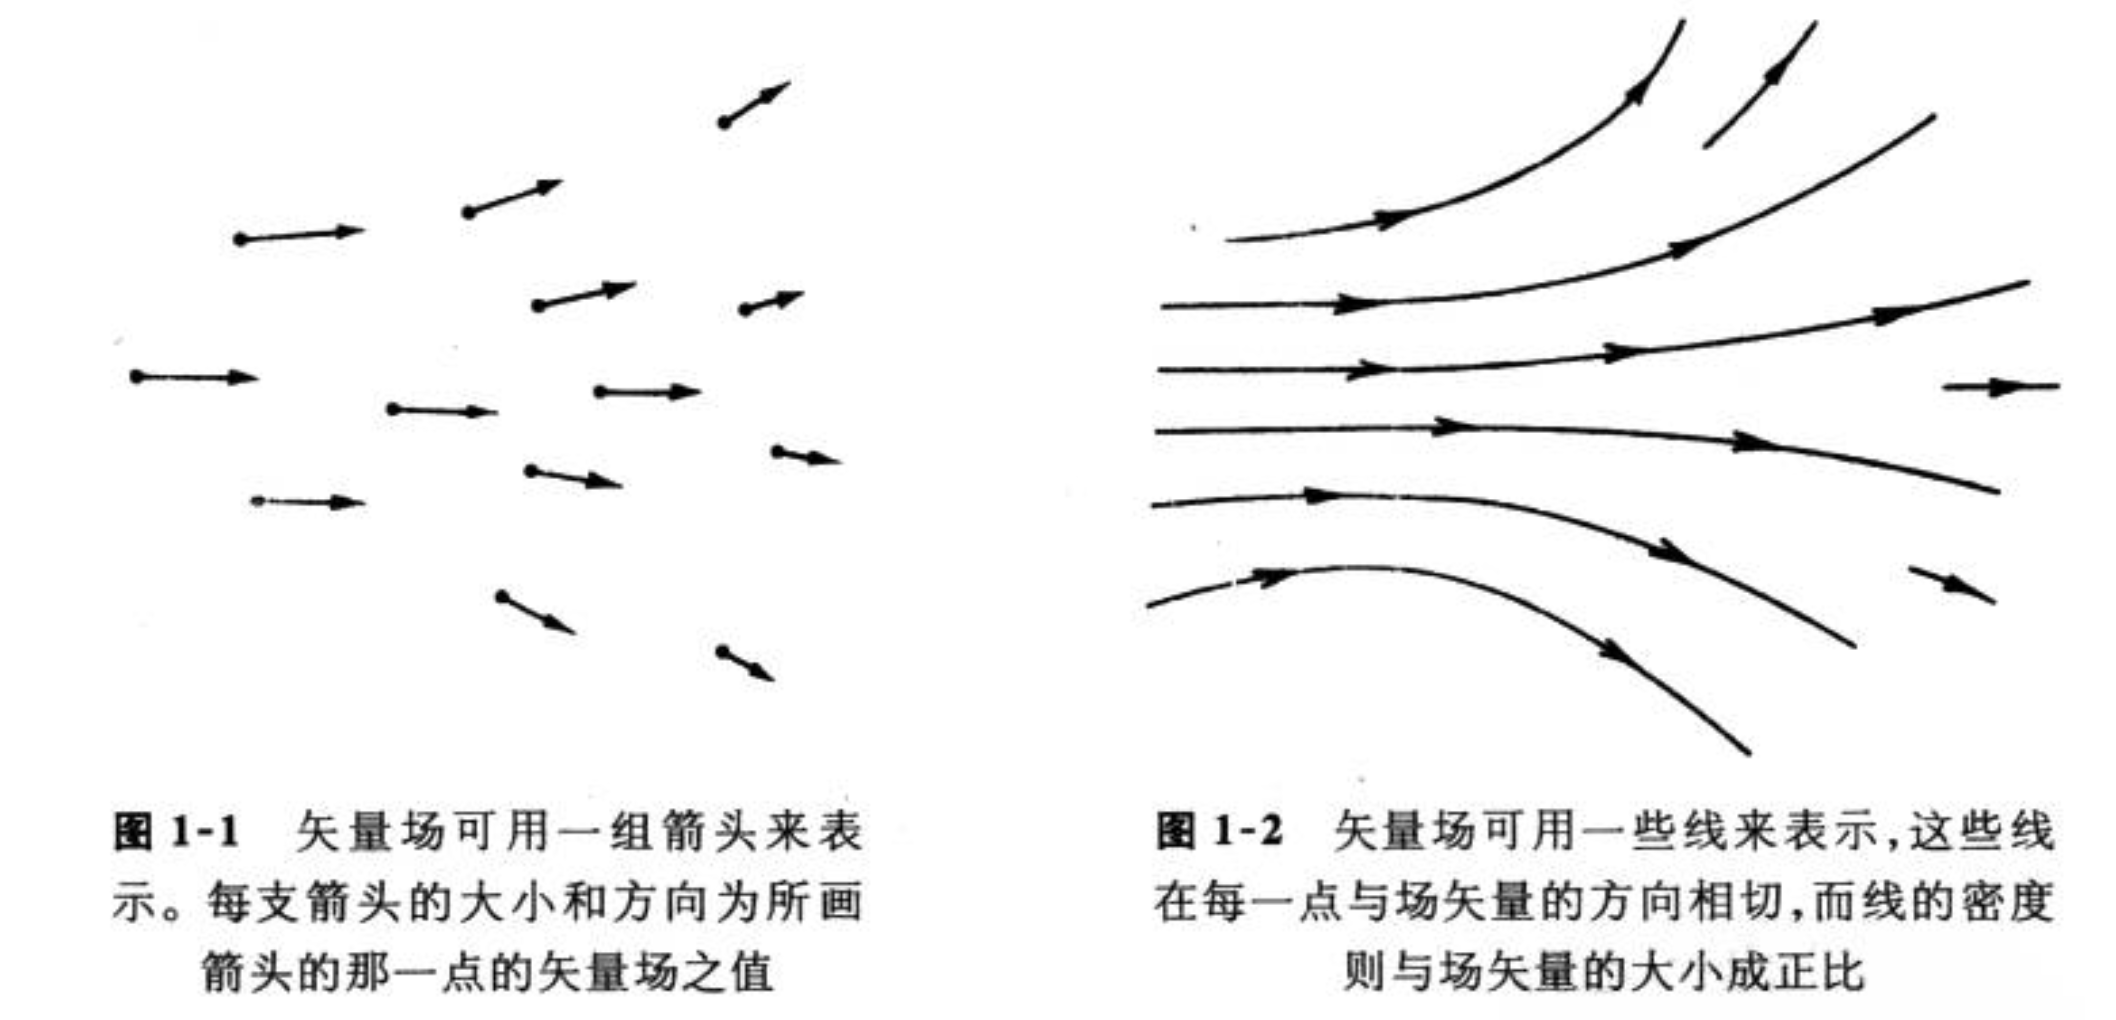 图 1-1 矢量场可用一组箭头来表
示。每支箭头的大小和方向为所画
箭头的那一点的矢量场之值
图 1-2 矢量场可用一些线来表示,这些线
在每一点与场矢量的方向相切,而线的密度
则与场矢量的大小成正比